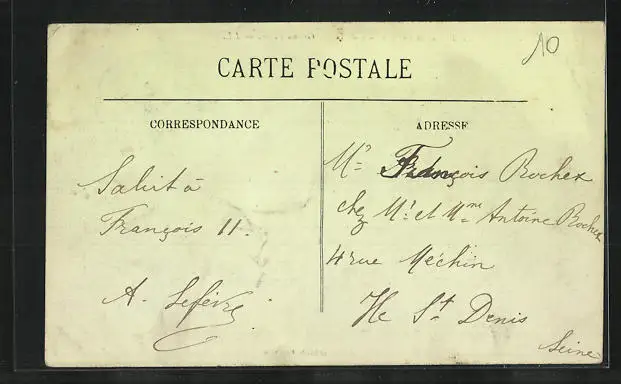 10
CARTE POSTALE
CORRESPONDANCE
Salut à
François II.
A. Lefèvre
ADRESSE
Mr François Rochex
chez Mr et Mme Antoine Rochex
4 rue Méchin
Ile St Denis
Seine